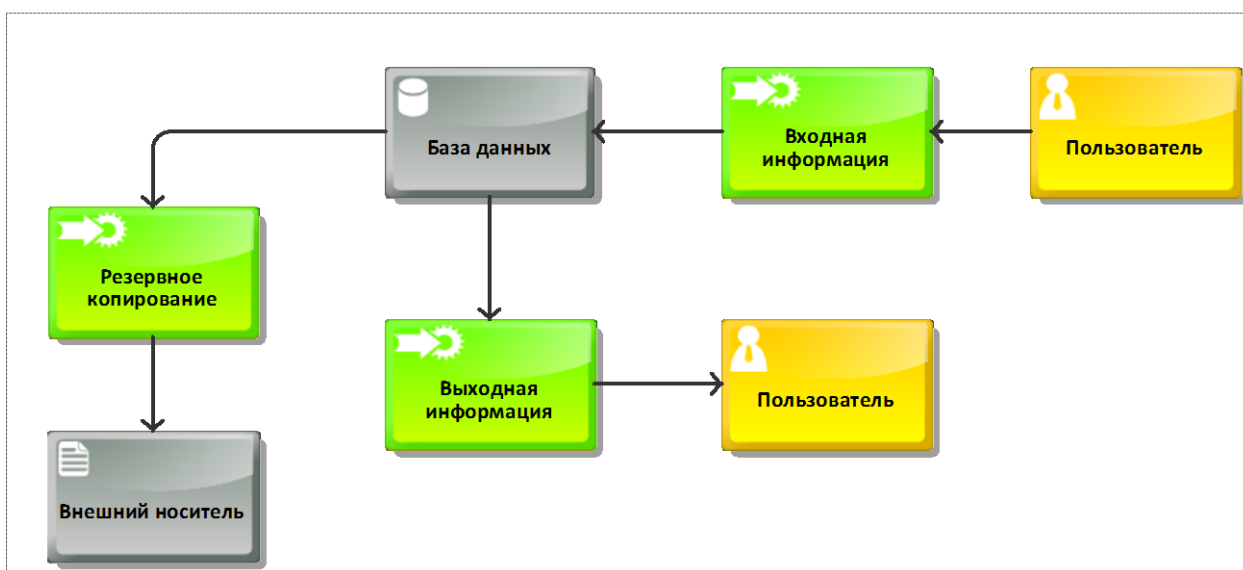 База данных
Входная
информация
Пользователь
Резервное
копирование
Выходная
информация
Пользователь
Внешний носитель